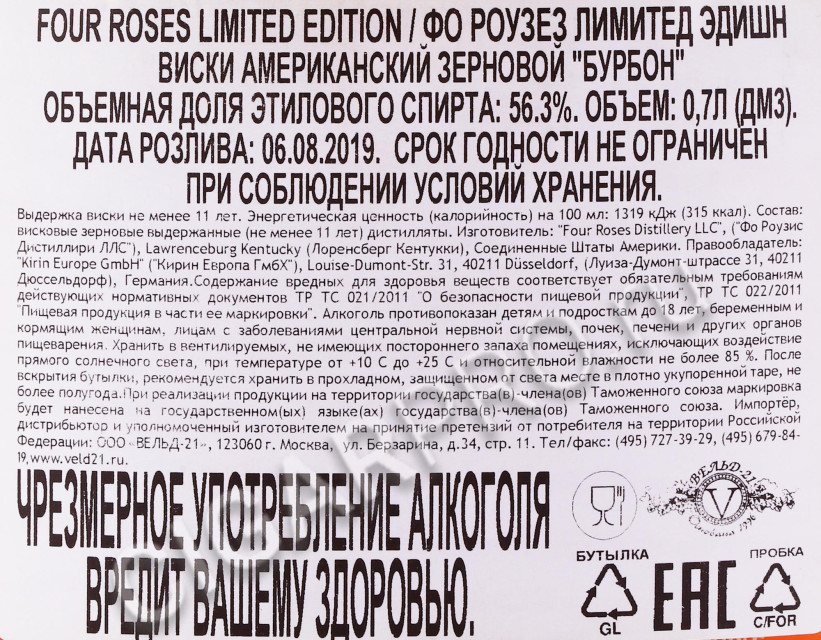 FOUR ROSES LIMITED EDITION / ФО РОУЗЕЗ ЛИМИТЕД ЭДИШН
ВИСКИ АМЕРИКАНСКИЙ ЗЕРНОВОЙ "БУРБОН"
ОБЪЕМНАЯ ДОЛЯ ЭТИЛОВОГО СПИРТА: 56.3%. ОБЪЕМ: 0,7Л (ДМ3).
ДАТА РОЗЛИВА: 06.08.2019. СРОК ГОДНОСТИ НЕ ОГРАНИЧЕН
ПРИ СОБЛЮДЕНИИ УСЛОВИЙ ХРАНЕНИЯ.
Выдержка виски не менее 11 лет. Энергетическая ценность (калорийность) на 100 мл: 1319 кДж (315 ккал). Состав:
висковые зерновые выдержанные (не менее 11 лет) дистилляты. Изготовитель: "Four Roses Distillery LLC", ("Фо Роузис
Дистиллири ЛЛС"), Lawrenceburg Kentucky (Лоренсберг Кентукки), Соединенные Штаты Америки. Правообладатель:
"Kirin Europe GmbH" ("Кирин Европа ГмбХ"), Louise-Dumont-Str. 31, 40211 Düsseldorf, (Луиза-Думонт-штрассе 31, 40211
Дюссельдорф), Германия.Содержание вредных для здоровья веществ соответствует обязательным требованиям
действующих нормативных документов ТР ТС 021/2011 "О безопасности пищевой продукции", ТР ТС 022/2011
"Пищевая продукция в части ее маркировки". Алкоголь противопоказан детям и подросткам до 18 лет, беременным и
кормящим женщинам, лицам с заболеваниями центральной нервной системы, почек, печени и других органов
пищеварения. Хранить в вентилируемых, не имеющих постороннего запаха помещениях, исключающих воздействие
прямого солнечного света, при температуре от +10 С до +25 С и относительной влажности не более 85 %. После
вскрытия бутылки, рекомендуется хранить в прохладном, защищенном от света месте в плотно укупоренной таре, не
более полугода.При реализации продукции на территории государства(в)-члена(ов) Таможенного союза маркировка
будет нанесена на государственном(ых) языке(ах) государства(в)-члена(ов) Таможенного союза. Импортёр,
дистрибьютор и уполномоченный изготовителем на принятие претензий от потребителя на территории Российской
Федерации: ООО «ВЕЛЬД-21», 123060 г. Москва, ул. Берзарина, д.34, стр. 11. Тел/факс: (495) 727-39-29, (495) 679-84-
19,www.veld21.ru.
ЧРЕЗМЕРНОЕ УПОТРЕБЛЕНИЕ АЛКОГОЛЯ
ВРЕДИТ ВАШЕМУ ЗДОРОВЬЮ.
ВЕЛЬД-21
V
Основана 1996
БУТЫЛКА
GL
EAC
ПРОБКА
C/FOR
CIGARPRO.ru